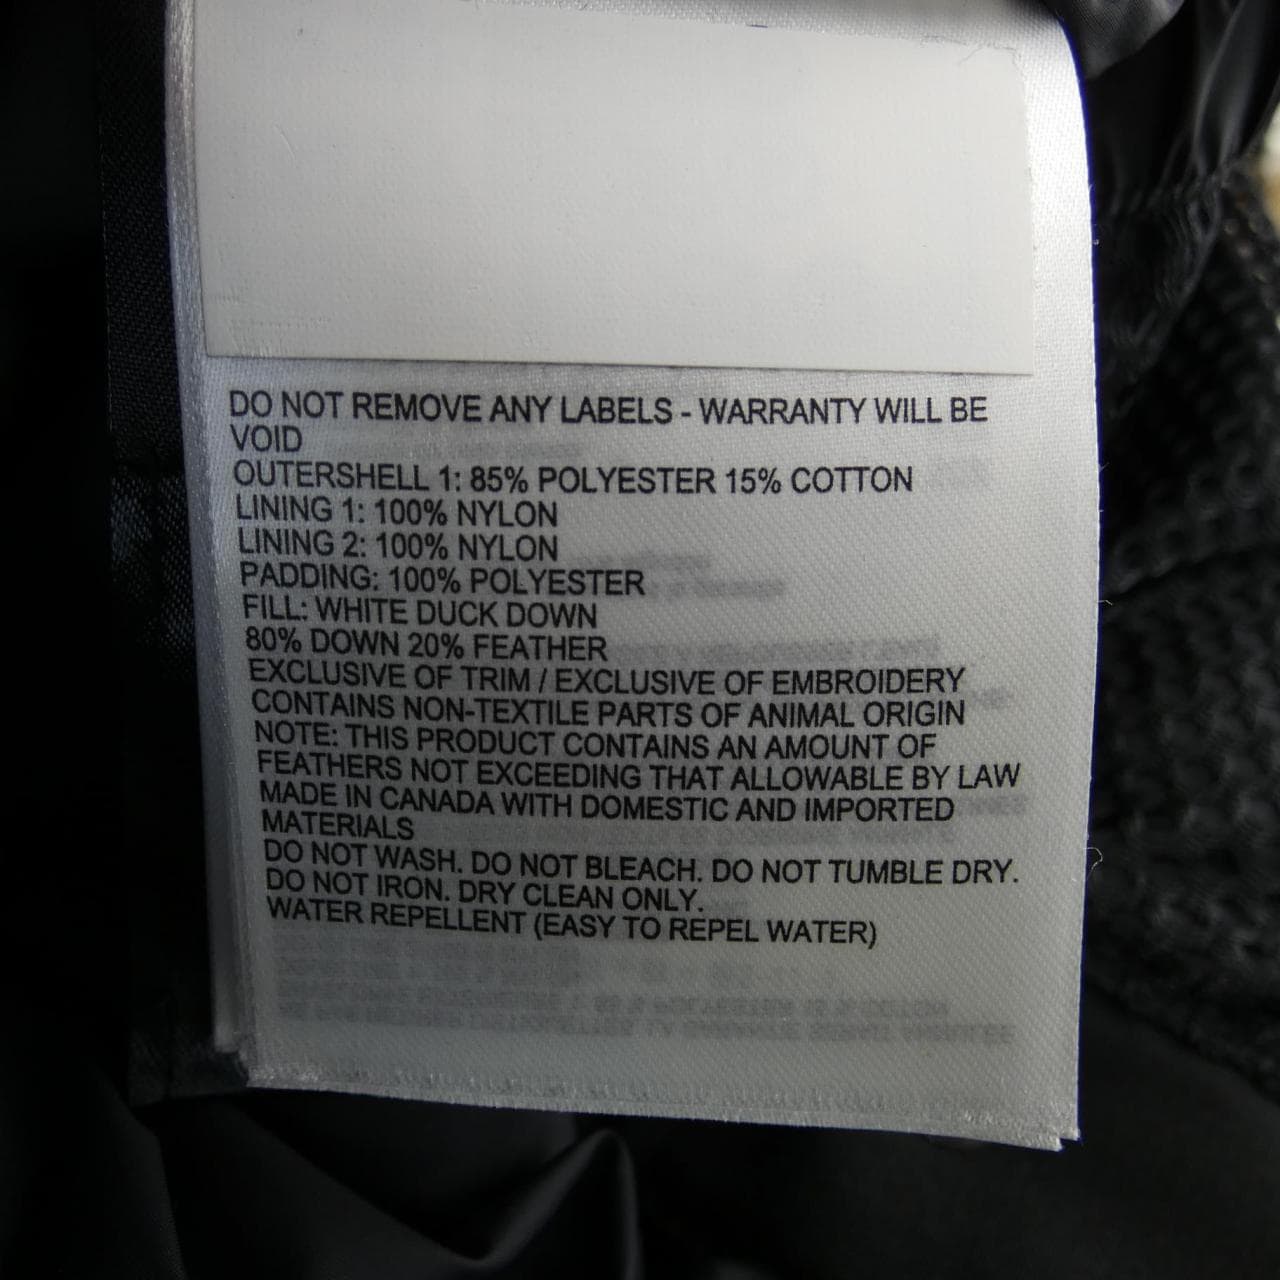 DO NOT REMOVE ANY LABELS - WARRANTY WILL BE
VOID
OUTERSHELL 1: 85% POLYESTER 15% COTTON
LINING 1: 100% NYLON
LINING 2: 100% NYLON
PADDING: 100% POLYESTER
FILL: WHITE DUCK DOWN
80% DOWN 20% FEATHER
EXCLUSIVE OF TRIM / EXCLUSIVE OF EMBROIDERY
CONTAINS NON-TEXTILE PARTS OF ANIMAL ORIGIN
NOTE: THIS PRODUCT CONTAINS AN AMOUNT OF
FEATHERS NOT EXCEEDING THAT ALLOWABLE BY LAW
MADE IN CANADA WITH DOMESTIC AND IMPORTED
MATERIALS
DO NOT WASH. DO NOT BLEACH. DO NOT TUMBLE DRY.
DO NOT IRON. DRY CLEAN ONLY.
WATER REPELLENT (EASY TO REPEL WATER)